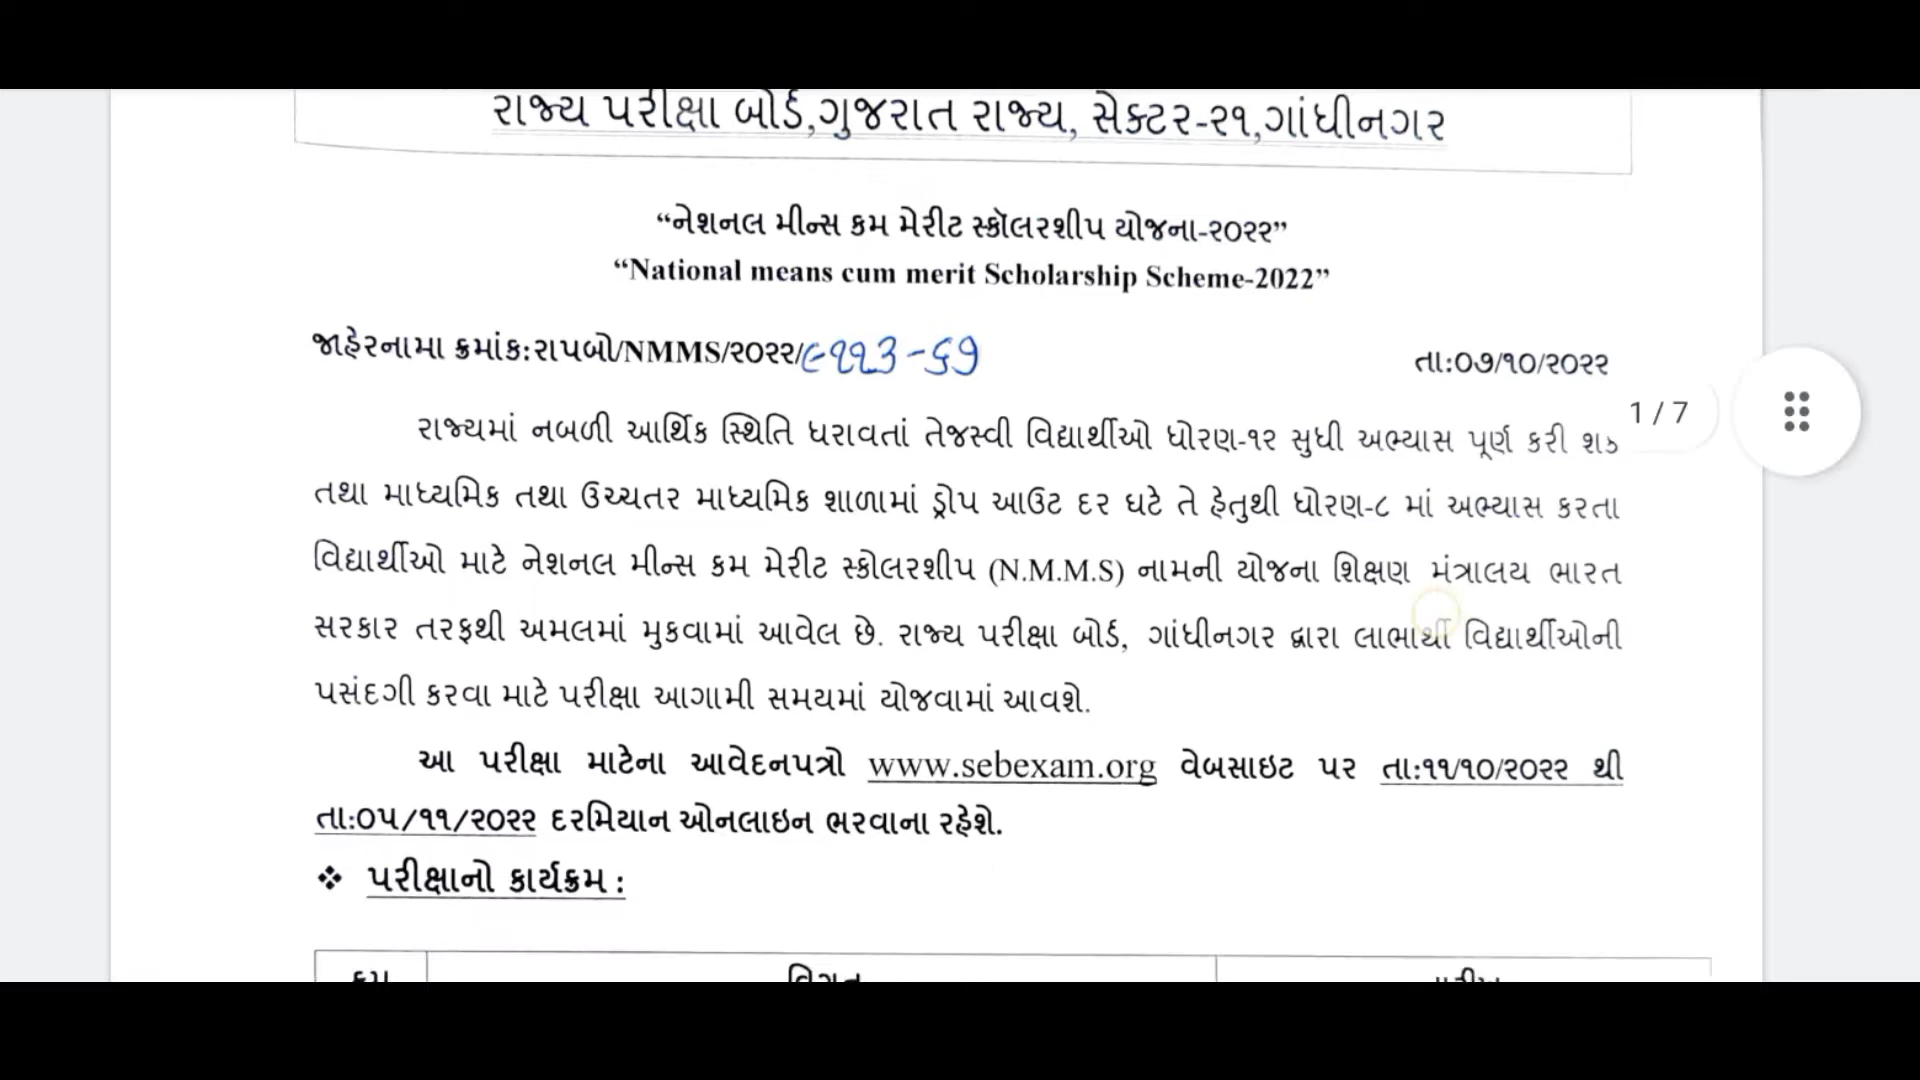 રાજ્ય પરીક્ષા બોર્ડ,ગુજરાત રાજ્ય, સેક્ટર-૨૧,ગાંધીનગર
“નેશનલ મીન્સ કમ મેરીટ સ્કૉલરશીપ યોજના-૨૦૨૨”
“National means cum merit Scholarship Scheme-2022”
જાહેરનામા ક્રમાંક:રાપબો/NMMS/૨૦૨૨/૯૧૨૩-૬૭ તા:૦૭/૧૦/૨૦૨૨
1 / 7
રાજ્યમાં નબળી આર્થિક સ્થિતિ ધરાવતાં તેજસ્વી વિદ્યાર્થીઓ ધોરણ-૧૨ સુધી અભ્યાસ પૂર્ણ કરી
તથા માધ્યમિક તથા ઉચ્ચતર માધ્યમિક શાળામાં ડ્રોપ આઉટ દર ઘટે તે હેતુથી ધોરણ-૮ માં અભ્યાસ કરતા
વિદ્યાર્થીઓ માટે નેશનલ મીન્સ કમ મેરીટ સ્કોલરશીપ (N.M.M.S) નામની યોજના શિક્ષણ મંત્રાલય ભારત
સરકાર તરફથી અમલમાં મુકવામાં આવેલ છે. રાજ્ય પરીક્ષા બોર્ડ, ગાંધીનગર દ્વારા લાભાર્થી વિદ્યાર્થીઓની
પસંદગી કરવા માટે પરીક્ષા આગામી સમયમાં યોજવામાં આવશે.
આ પરીક્ષા માટેના આવેદનપત્રો www.sebexam.org વેબસાઇટ પર તા:૧૧/૧૦/૨૦૨૨ થી
તા:૦૫/૧૧/૨૦૨૨ દરમિયાન ઓનલાઇન ભરવાના રહેશે.
❖ પરીક્ષાનો કાર્યક્રમ :